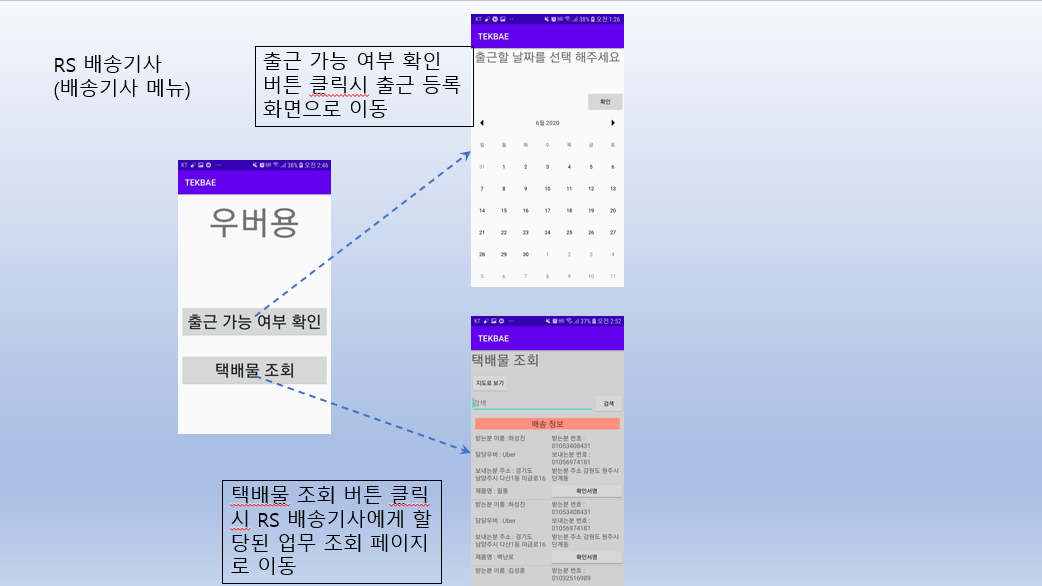 RS 배송기사
(배송기사 메뉴)
출근 가능 여부 확인
버튼 클릭시 출근 등록
화면으로 이동
KT
38%
오전 2:46
TEKBAE
우버용
출근 가능 여부 확인
택배물 조회
택배물 조회 버튼 클릭
시 RS 배송기사에게 할
당된 업무 조회 페이지
로 이동
KT
38%
오전 1:26
TEKBAE
출근할 날짜를 선택 해주세요
확인
6월 2020
일 월 화 수 목 금 토
31 1 2 3 4 5 6
7 8 9 10 11 12 13
14 15 16 17 18 19 20
21 22 23 24 25 26 27
28 29 30 1 2 3 4
5 6 7 8 9 10 11
KT
37%
오전 2:52
TEKBAE
택배물 조회
지도로 보기
검색 검색
배송 정보
받는분 이름 :하성진 받는분 번호 :
01053408431
담당우버 : Uber 보내는분 번호 :
01056974181
보내는분 주소 : 경기도 받는분 주소 강원도 원주시
남양주시 다산1동 미금로16 단계동
제품명 : 필통 확인서명
받는분 이름 :하성진 받는분 번호 :
01053408431
담당우버 : Uber 보내는분 번호 :
01056974181
보내는분 주소 : 경기도 받는분 주소 강원도 원주시
남양주시 다산1동 미금로16 단계동
제품명 : 백난로 확인서명
받는분 이름 :김성훈 받는분 번호 :
01032516989